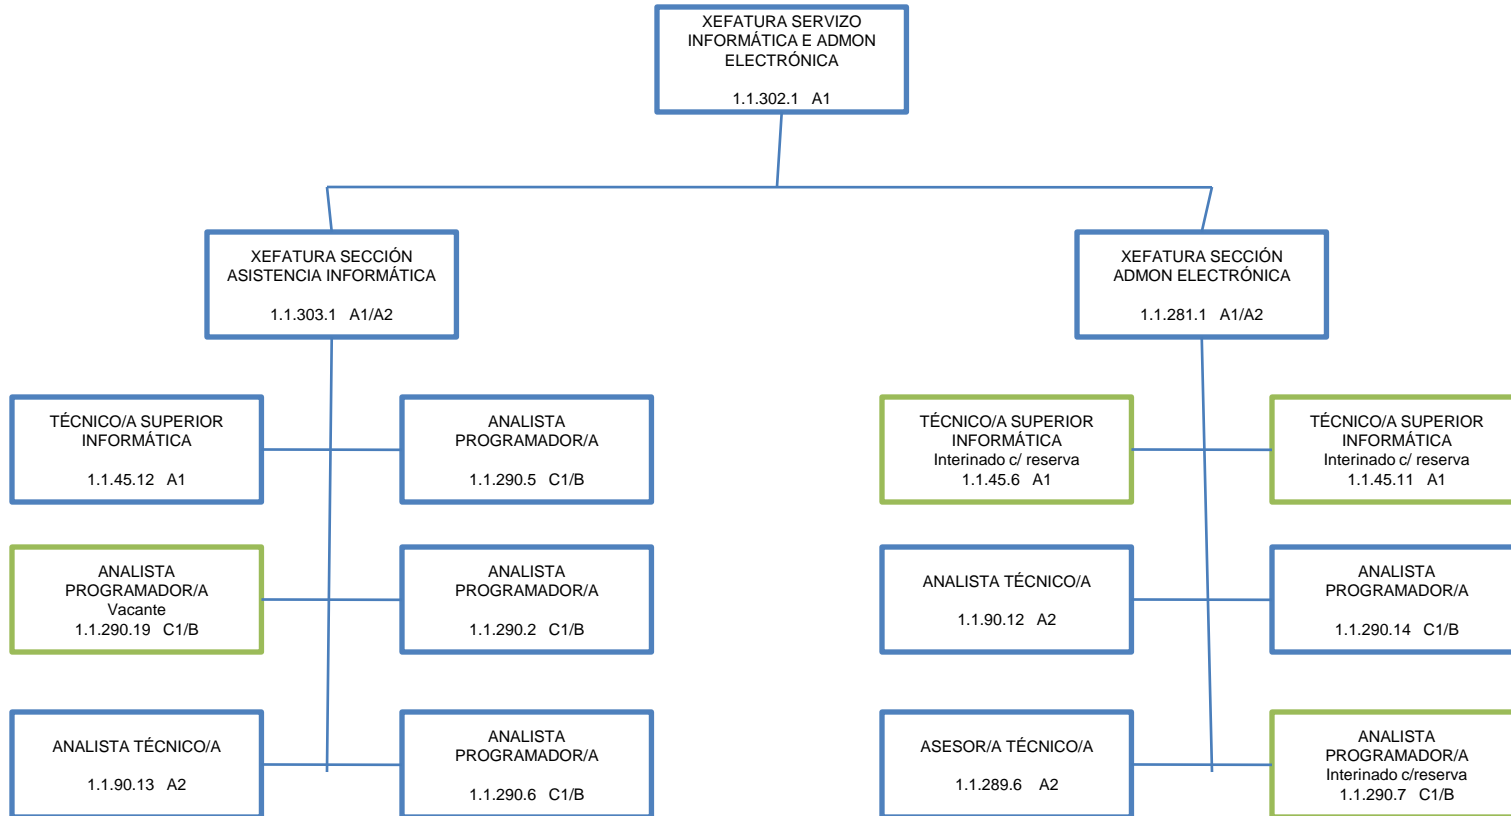 XEFATURA SERVIZO
INFORMÁTICA E ADMON
ELECTRÓNICA
1.1.302.1 A1
XEFATURA SECCIÓN
ASISTENCIA INFORMÁTICA
1.1.303.1 A1/A2
XEFATURA SECCIÓN
ADMON ELECTRÓNICA
1.1.281.1 A1/A2
TÉCNICO/A SUPERIOR
INFORMÁTICA
1.1.45.12 A1
ANALISTA
PROGRAMADOR/A
1.1.290.5 C1/B
TÉCNICO/A SUPERIOR
INFORMÁTICA
Interinado c/ reserva
1.1.45.6 A1
TÉCNICO/A SUPERIOR
INFORMÁTICA
Interinado c/ reserva
1.1.45.11 A1
ANALISTA
PROGRAMADOR/A
Vacante
1.1.290.19 C1/B
ANALISTA
PROGRAMADOR/A
1.1.290.2 C1/B
ANALISTA TÉCNICO/A
1.1.90.12 A2
ANALISTA
PROGRAMADOR/A
1.1.290.14 C1/B
ANALISTA TÉCNICO/A
1.1.90.13 A2
ANALISTA
PROGRAMADOR/A
1.1.290.6 C1/B
ASESOR/A TÉCNICO/A
1.1.289.6 A2
ANALISTA
PROGRAMADOR/A
Interinado c/reserva
1.1.290.7 C1/B